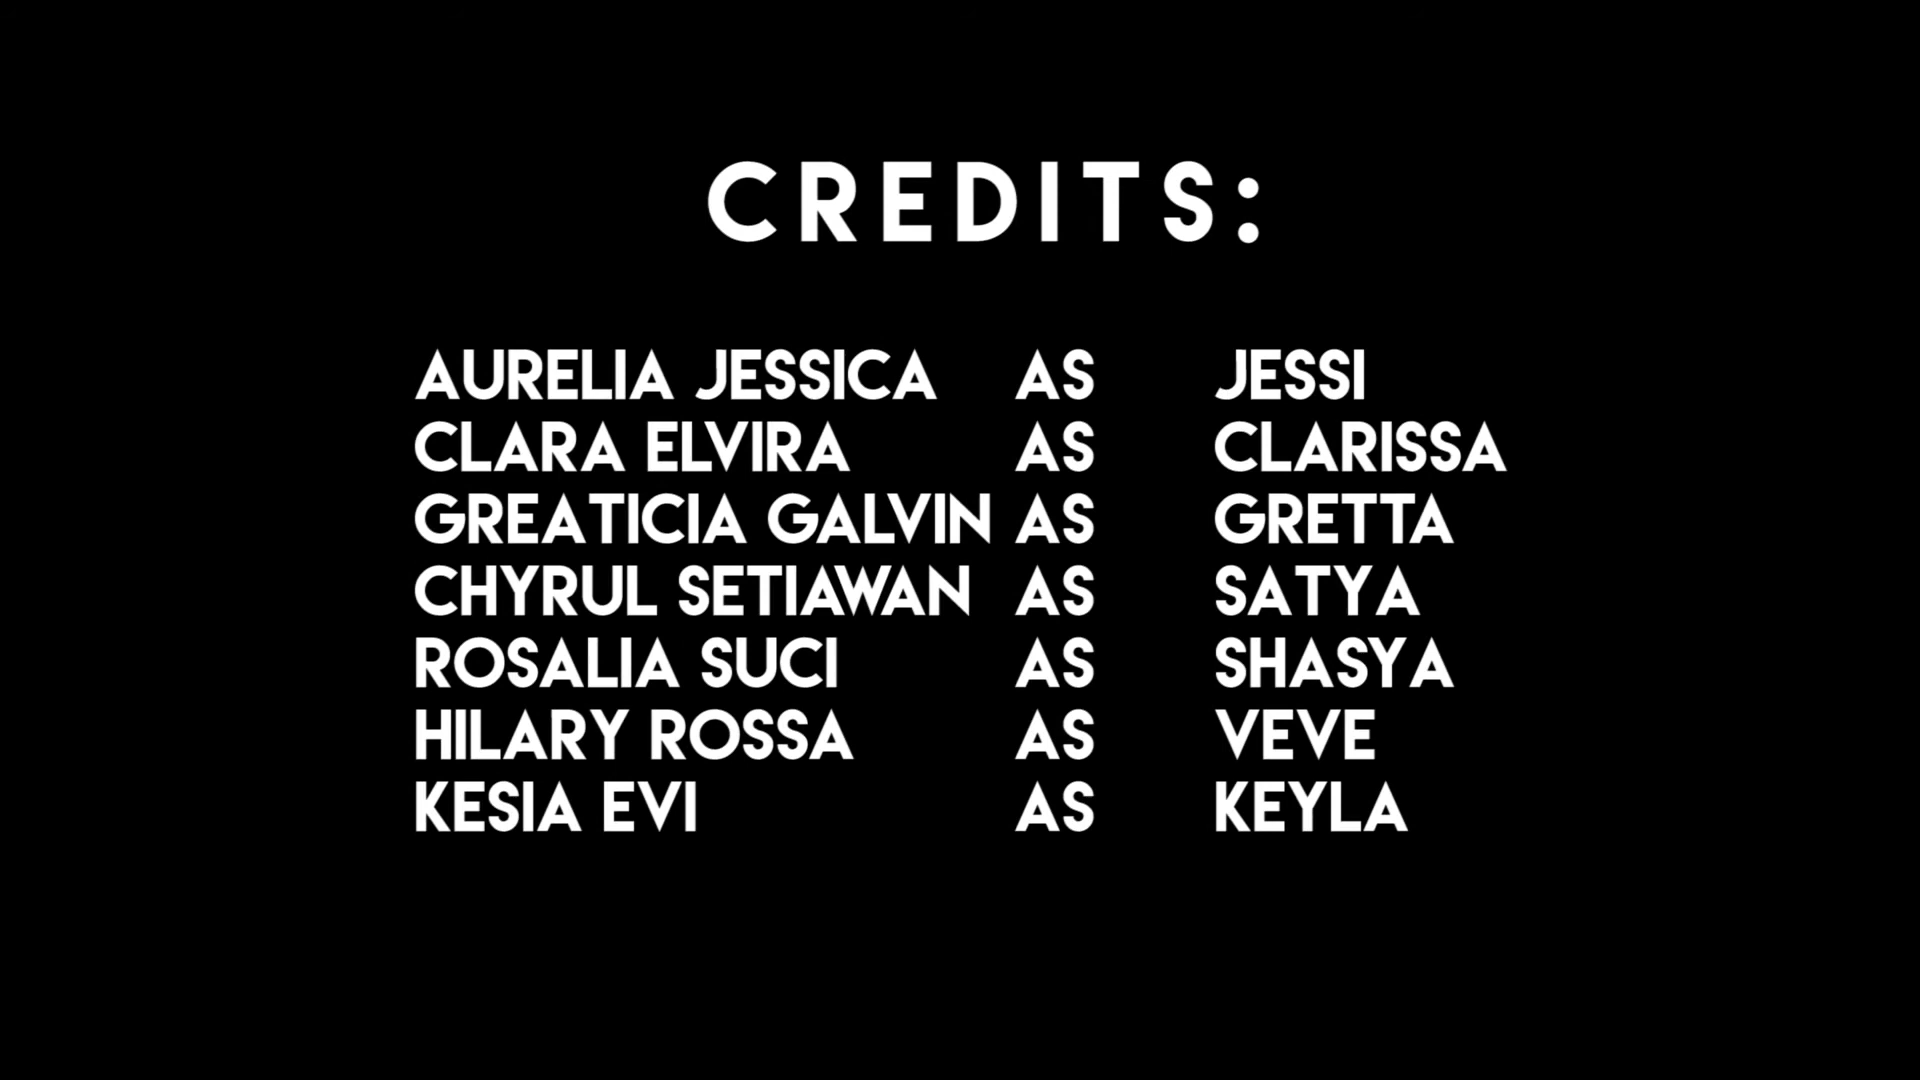 CREDITS:
AURELIA JESSICA AS JESSI
CLARA ELVIRA AS CLARISSA
GREATICIA GALVIN AS GRETTA
CHYRUL SETIAWAN AS SATYA
ROSALIA SUCI AS SHASYA
HILARY ROSSA AS VEVE
KESIA EVI AS KEYLA